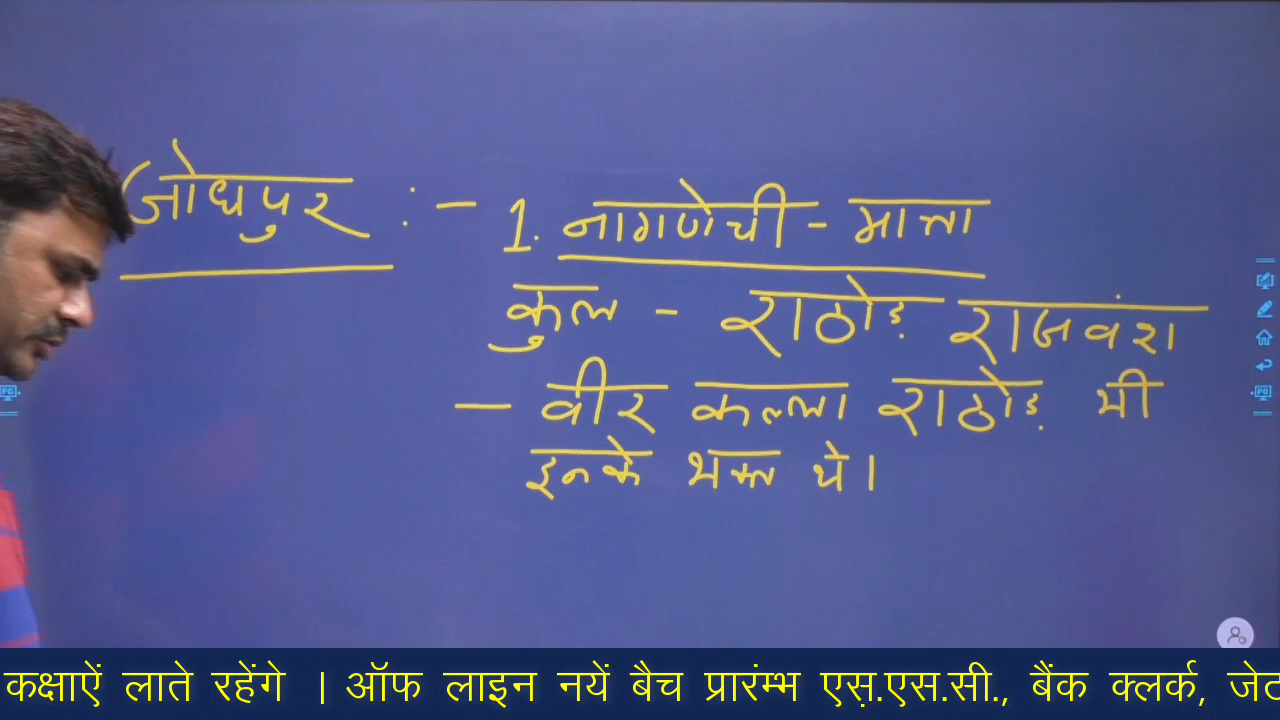 जोधपुर :- 1. नागणेची - माता
कुल - राठोड़ राजवंश
- वीर कल्ला राठोड़ भी
इनके भक्त थे।
कक्षाऐं लाते रहेंगे । ऑफ लाइन नयें बैच प्रारंम्भ एस़.एस.सी., बैंक क्लर्क, जेट